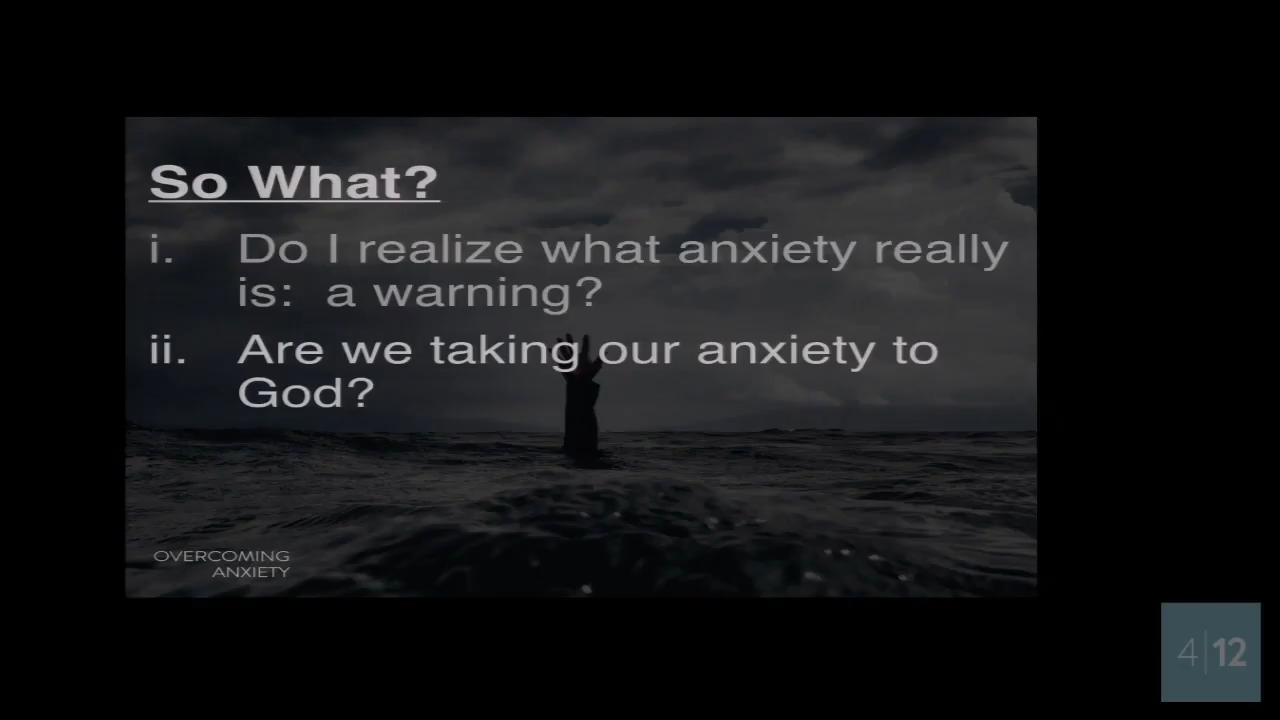 So What?
i. Do I realize what anxiety really
is: a warning?
ii. Are we taking our anxiety to
God?
OVERCOMING
ANXIETY
4|12